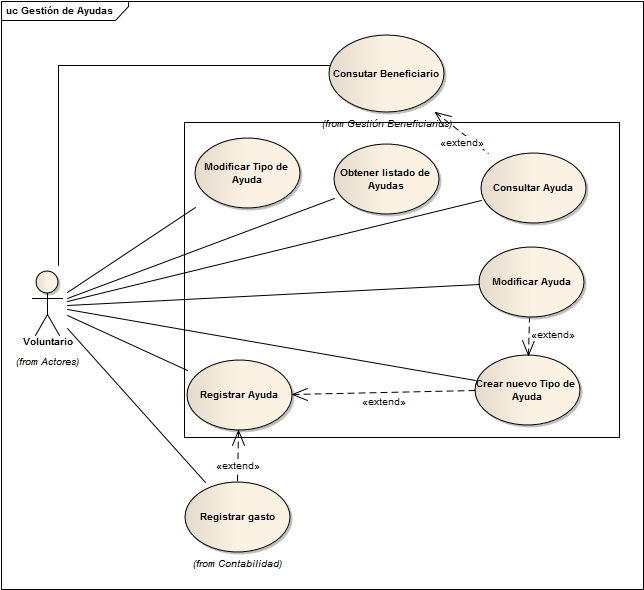 uc Gestión de Ayudas
Consutar Beneficiario
(from Gestión Beneficiarios)
«extend»
Modificar Tipo de
Ayuda
Obtener listado de
Ayudas
Consultar Ayuda
Modificar Ayuda
Voluntario
(from Actores)
«extend»
Registrar Ayuda
Crear nuevo Tipo de
Ayuda
«extend»
«extend»
Registrar gasto
(from Contabilidad)